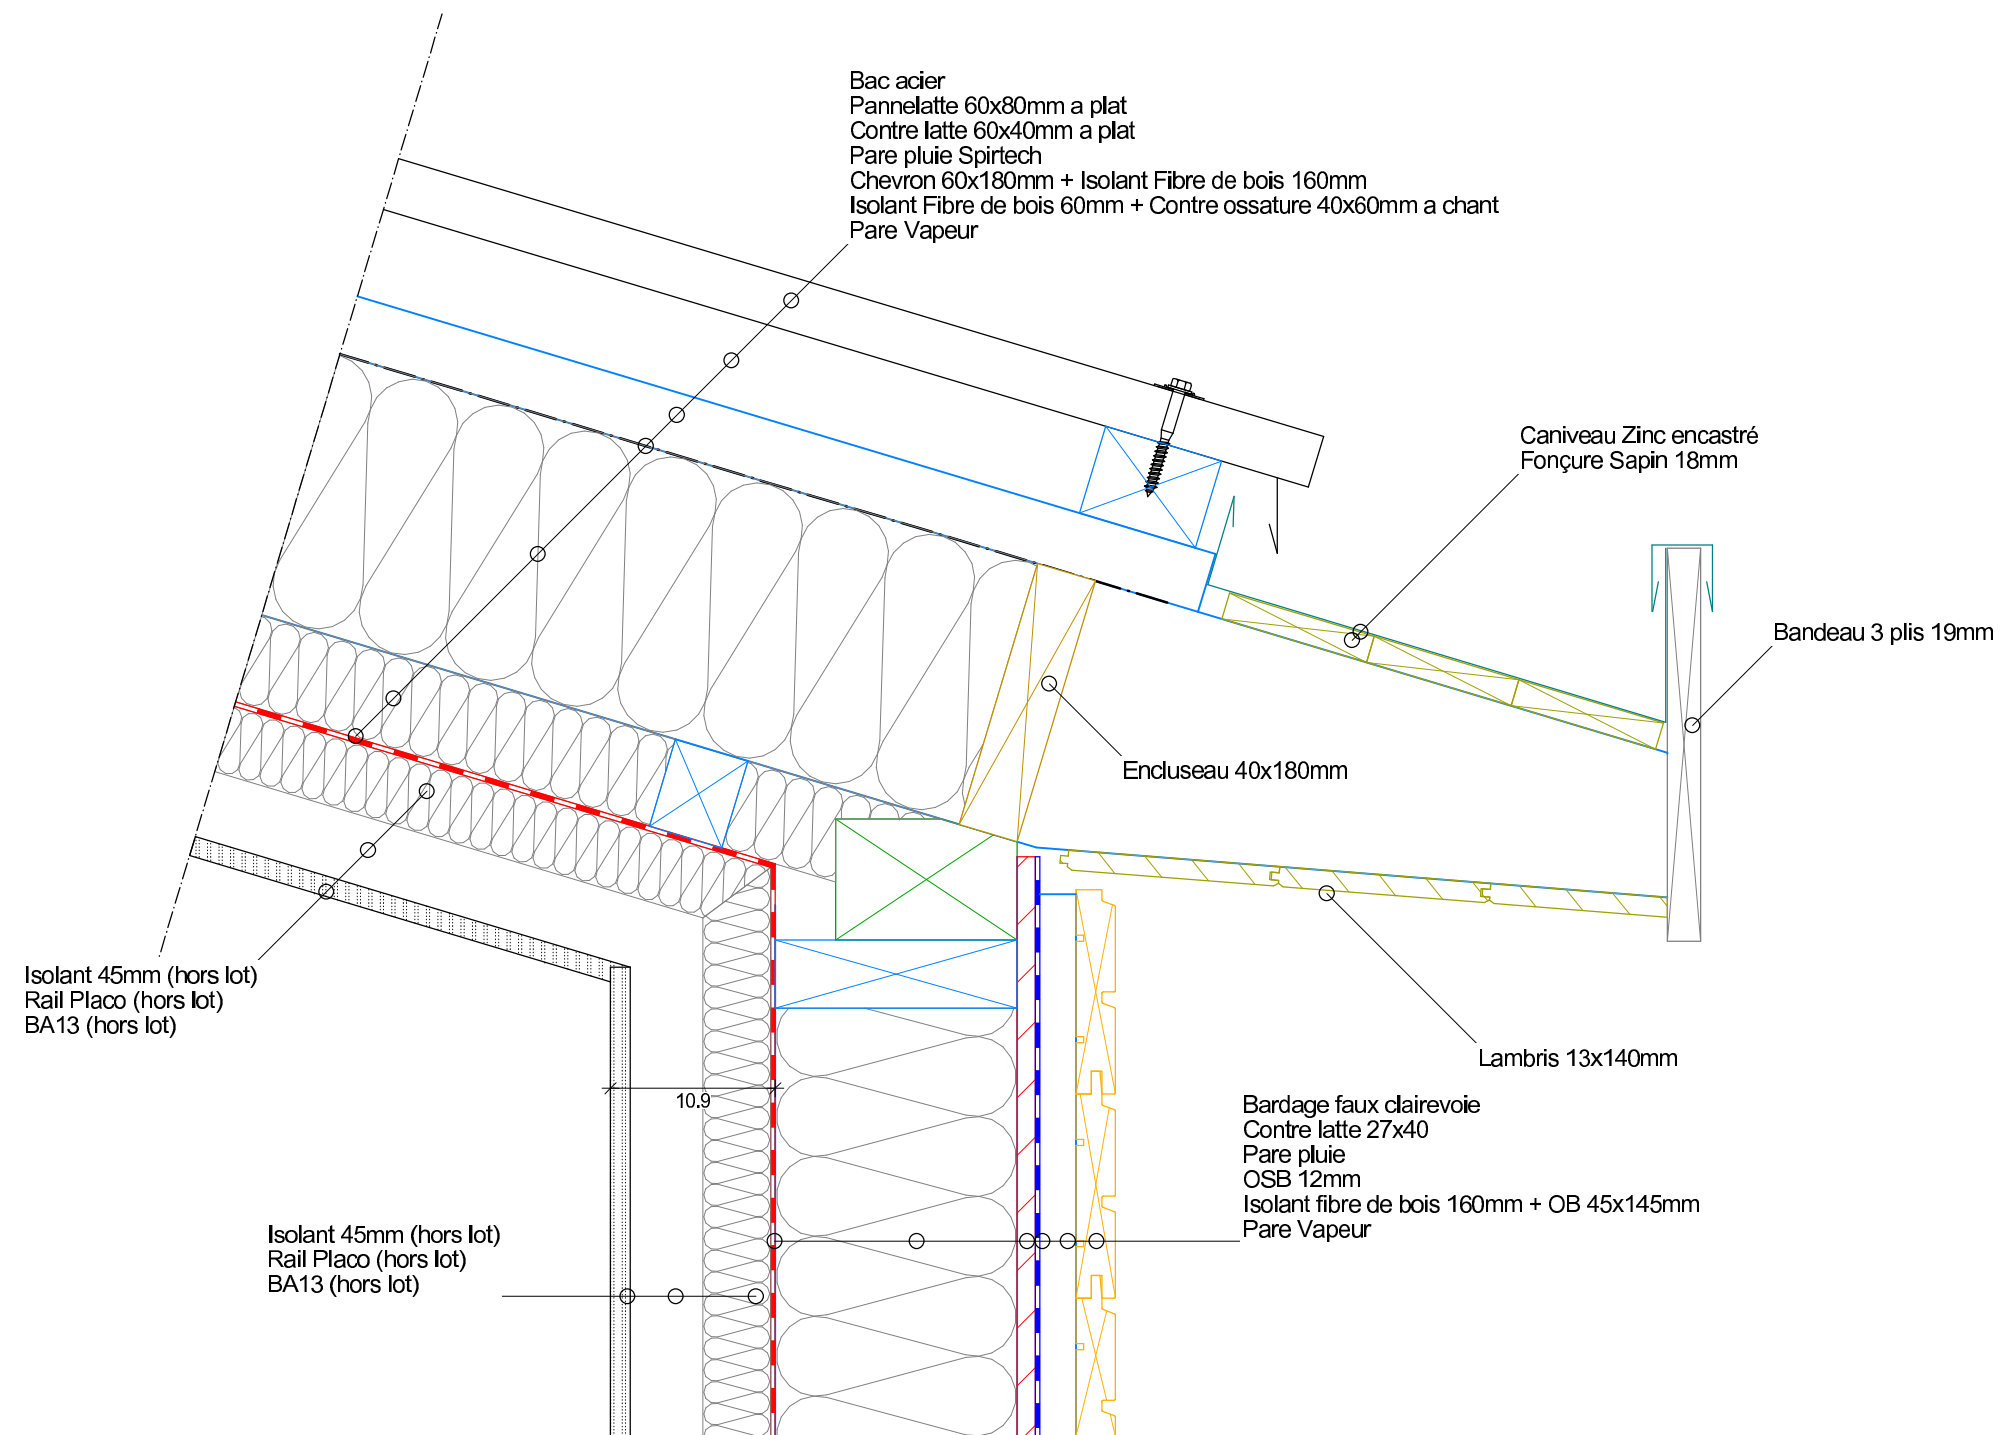 Bac acier
Pannelatte 60x80mm a plat
Contre latte 60x40mm a plat
Pare pluie Spirtech
Chevron 60x180mm + Isolant Fibre de bois 160mm
Isolant Fibre de bois 60mm + Contre ossature 40x60mm a chant
Pare Vapeur
Caniveau Zinc encastré
Fonçure Sapin 18mm
Bandeau 3 plis 19mm
Encluseau 40x180mm
Isolant 45mm (hors lot)
Rail Placo (hors lot)
BA13 (hors lot)
Lambris 13x140mm
10.9
Bardage faux clairevoie
Contre latte 27x40
Pare pluie
OSB 12mm
Isolant fibre de bois 160mm + OB 45x145mm
Pare Vapeur
Isolant 45mm (hors lot)
Rail Placo (hors lot)
BA13 (hors lot)